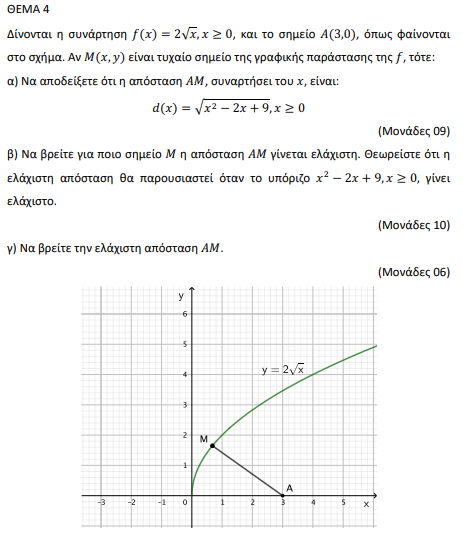 ΘΕΜΑ 4
Δίνονται η συνάρτηση f(x) = 2√x, x ≥ 0, και το σημείο A(3,0), όπως φαίνονται
στο σχήμα. Αν M(x, y) είναι τυχαίο σημείο της γραφικής παράστασης της f, τότε:
α) Να αποδείξετε ότι η απόσταση AM, συναρτήσει του x, είναι:
d(x) = √(x² − 2x + 9), x ≥ 0
(Μονάδες 09)
β) Να βρείτε για ποιο σημείο M η απόσταση AM γίνεται ελάχιστη. Θεωρείστε ότι η
ελάχιστη απόσταση θα παρουσιαστεί όταν το υπόριζο x² − 2x + 9, x ≥ 0, γίνει
ελάχιστο.
(Μονάδες 10)
γ) Να βρείτε την ελάχιστη απόσταση AM.
(Μονάδες 06)
y
6
5
y = 2√x
4
3
2
M
1
A
-3 -2 -1 0 1 2 3 4 5 x